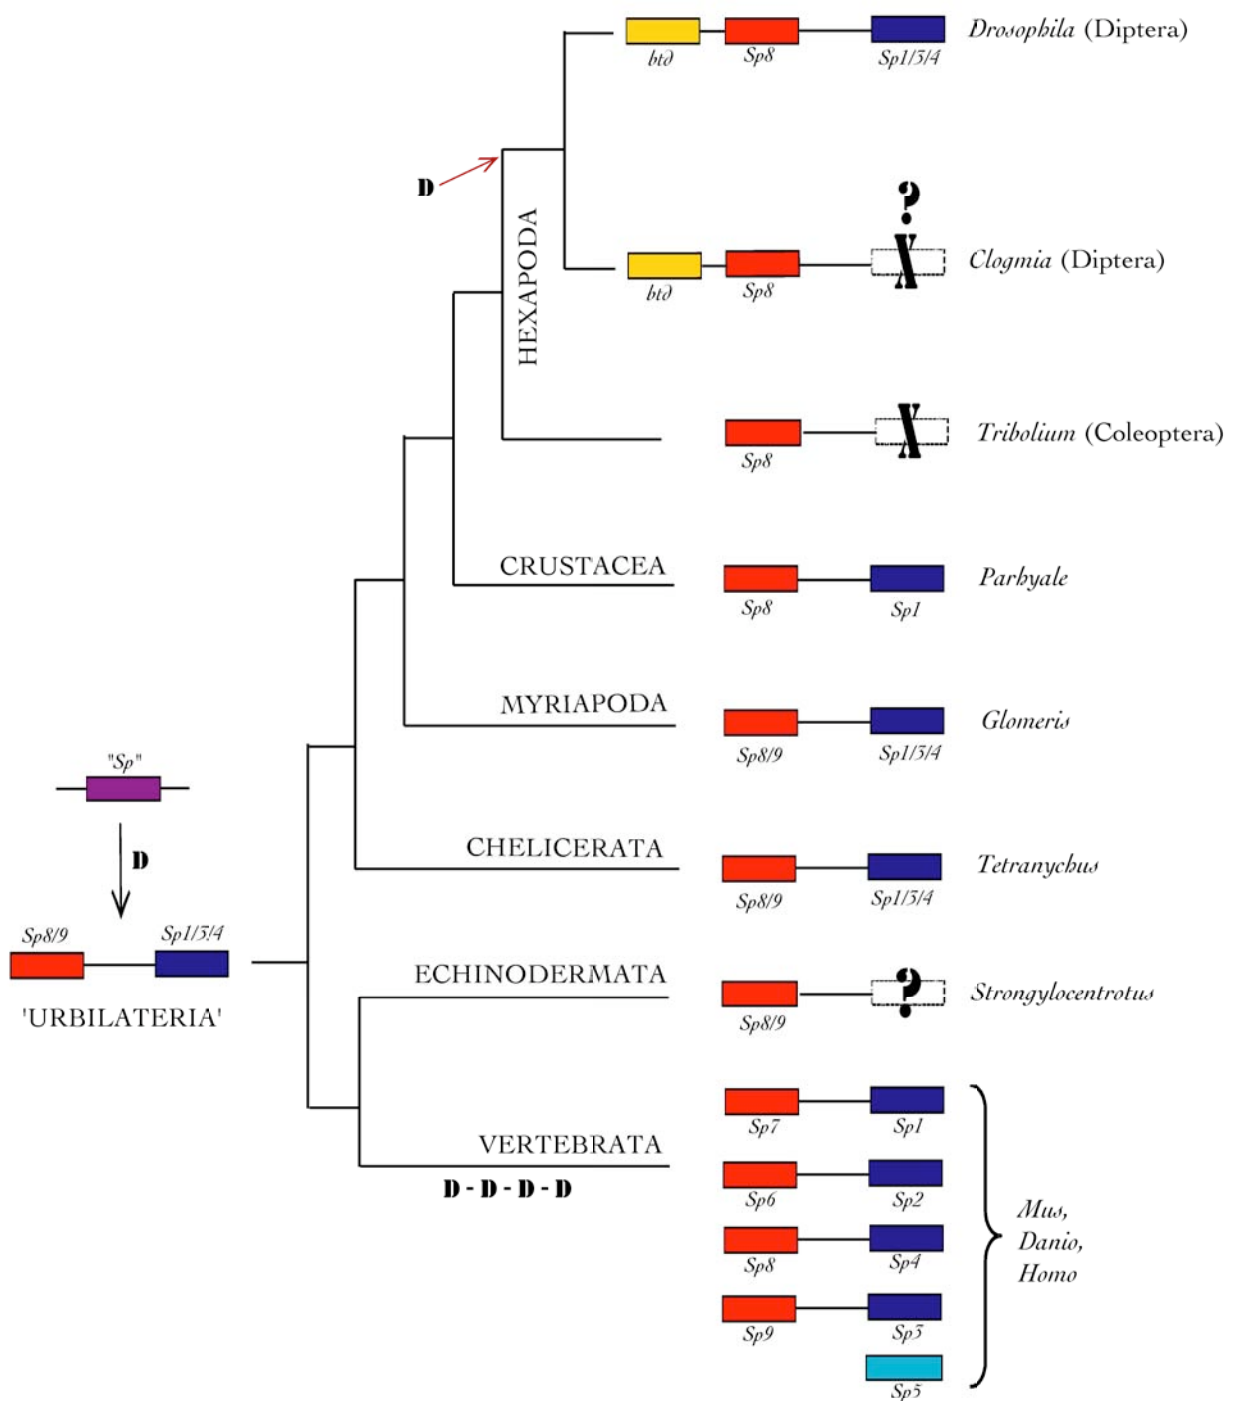 Drosophila (Diptera)
btd
Sp8
Sp1/3/4
D
?
X
Clogmia (Diptera)
btd
Sp8
HEXAPODA
X
Tribolium (Coleoptera)
Sp8
CRUSTACEA
Parhyale
Sp8
Sp1
MYRIAPODA
Glomeris
Sp8/9
Sp1/3/4
"Sp"
D
CHELICERATA
Tetranychus
Sp8/9
Sp1/3/4
Sp8/9
Sp1/3/4
'URBILATERIA'
ECHINODERMATA
?
Strongylocentrotus
Sp8/9
VERTEBRATA
D - D - D - D
Sp7
Sp1
Sp6
Sp2
Sp8
Sp4
Sp9
Sp3
Sp5
Mus,
Danio,
Homo